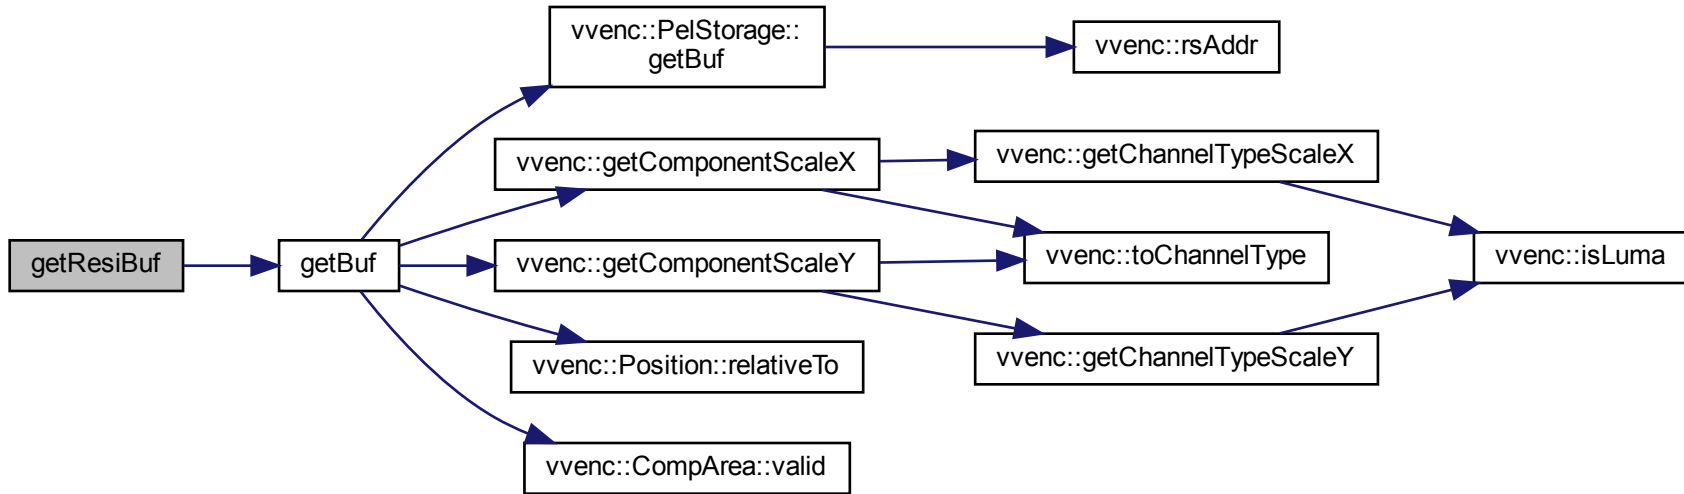 getResiBuf
getBuf
vvenc::PelStorage::
getBuf
vvenc::getComponentScaleX
vvenc::getComponentScaleY
vvenc::Position::relativeTo
vvenc::CompArea::valid
vvenc::rsAddr
vvenc::getChannelTypeScaleX
vvenc::toChannelType
vvenc::getChannelTypeScaleY
vvenc::isLuma